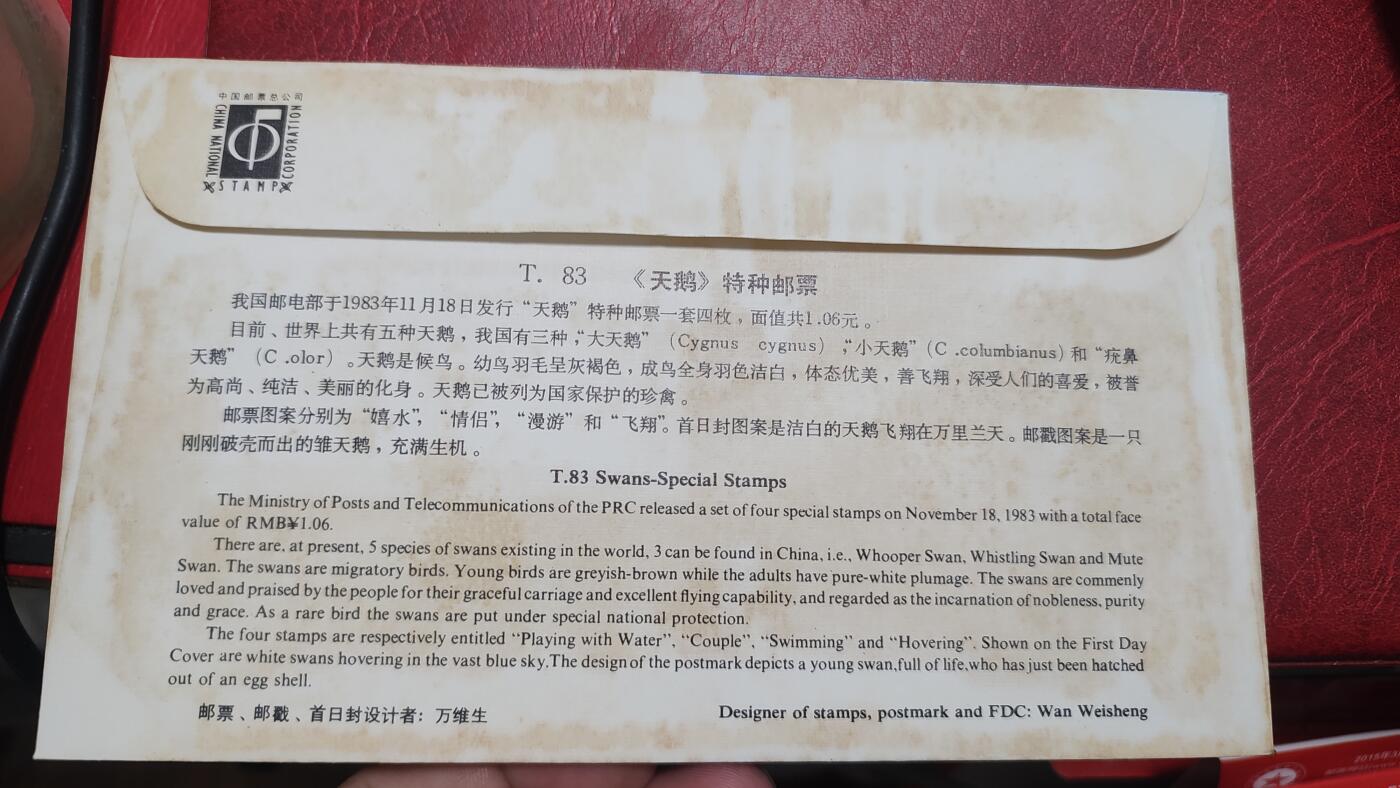 中国邮票总公司
CHINA NATIONAL
STAMP
CORPORATION
T. 83 《天鹅》特种邮票
我国邮电部于1983年11月18日发行“天鹅”特种邮票一套四枚，面值共1.06元。
目前、世界上共有五种天鹅，我国有三种，“大天鹅”（Cygnus cygnus），“小天鹅”（C .columbianus）和“疣鼻
天鹅”（C .olor）。天鹅是候鸟。幼鸟羽毛呈灰褐色，成鸟全身羽色洁白，体态优美，善飞翔，深受人们的喜爱，被誉
为高尚、纯洁、美丽的化身。天鹅已被列为国家保护的珍禽。
邮票图案分别为“嬉水”，“情侣”，“漫游”和“飞翔”。首日封图案是洁白的天鹅飞翔在万里兰天。邮戳图案是一只
刚刚破壳而出的雏天鹅，充满生机。
T.83 Swans-Special Stamps
The Ministry of Posts and Telecommunications of the PRC released a set of four special stamps on November 18, 1983 with a total face
value of RMB¥1.06.
There are, at present, 5 species of swans existing in the world, 3 can be found in China, i.e., Whooper Swan, Whistling Swan and Mute
Swan. The swans are migratory birds. Young birds are greyish-brown while the adults have pure-white plumage. The swans are commenly
loved and praised by the people for their graceful carriage and excellent flying capability, and regarded as the incarnation of nobleness, purity
and grace. As a rare bird the swans are put under special national protection.
The four stamps are respectively entitled “Playing with Water”, “Couple”, “Swimming” and “Hovering”. Shown on the First Day
Cover are white swans hovering in the vast blue sky,The design of the postmark depicts a young swan,full of life,who has just been hatched
out of an egg shell.
邮票、邮戳、首日封设计者：万维生
Designer of stamps, postmark and FDC: Wan Weisheng